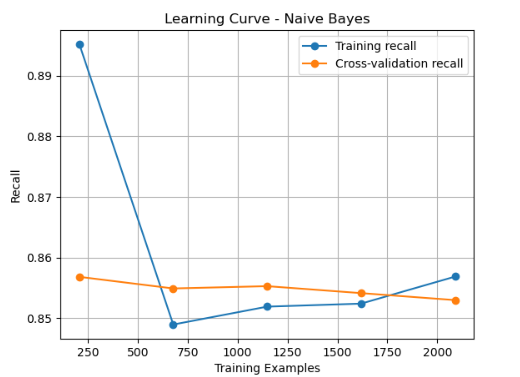 Learning Curve - Naive Bayes
Training recall
Cross-validation recall
0.89
0.88
0.87
0.86
0.85
Recall
250
500
750
1000
1250
1500
1750
2000
Training Examples